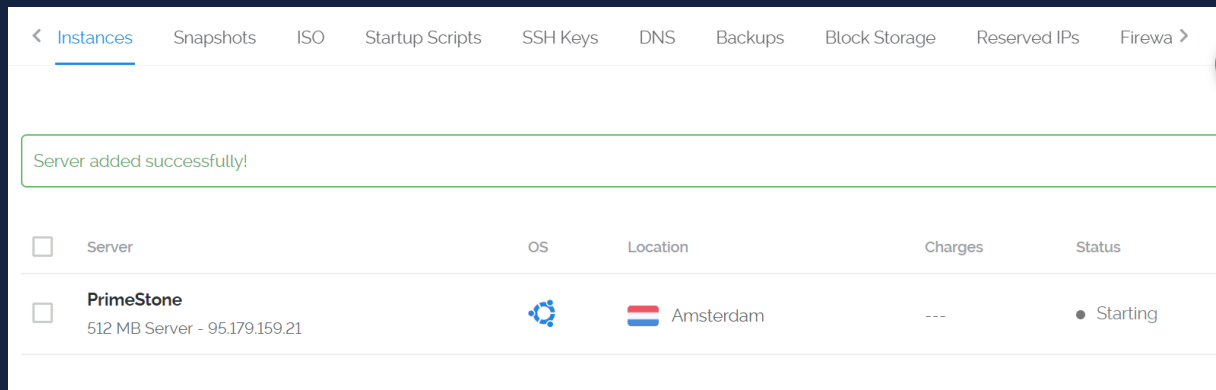 Instances Snapshots ISO Startup Scripts SSH Keys DNS Backups Block Storage Reserved IPs Firewa
Server added successfully!
Server OS Location Charges Status
PrimeStone
512 MB Server - 95.179.159.21
Amsterdam --- Starting